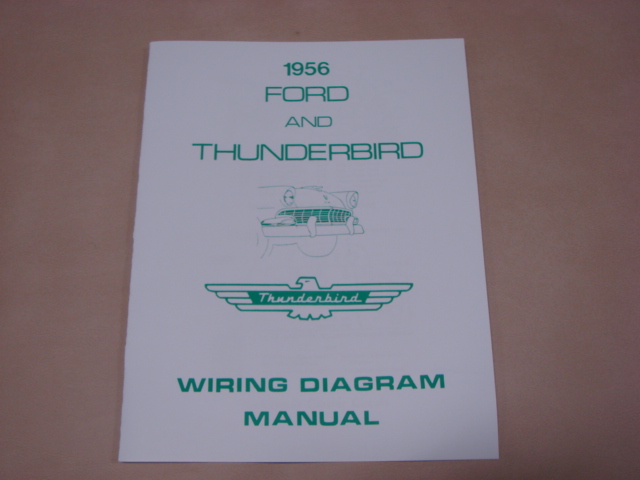 1956
FORD
AND
THUNDERBIRD
Thunderbird
WIRING DIAGRAM
MANUAL